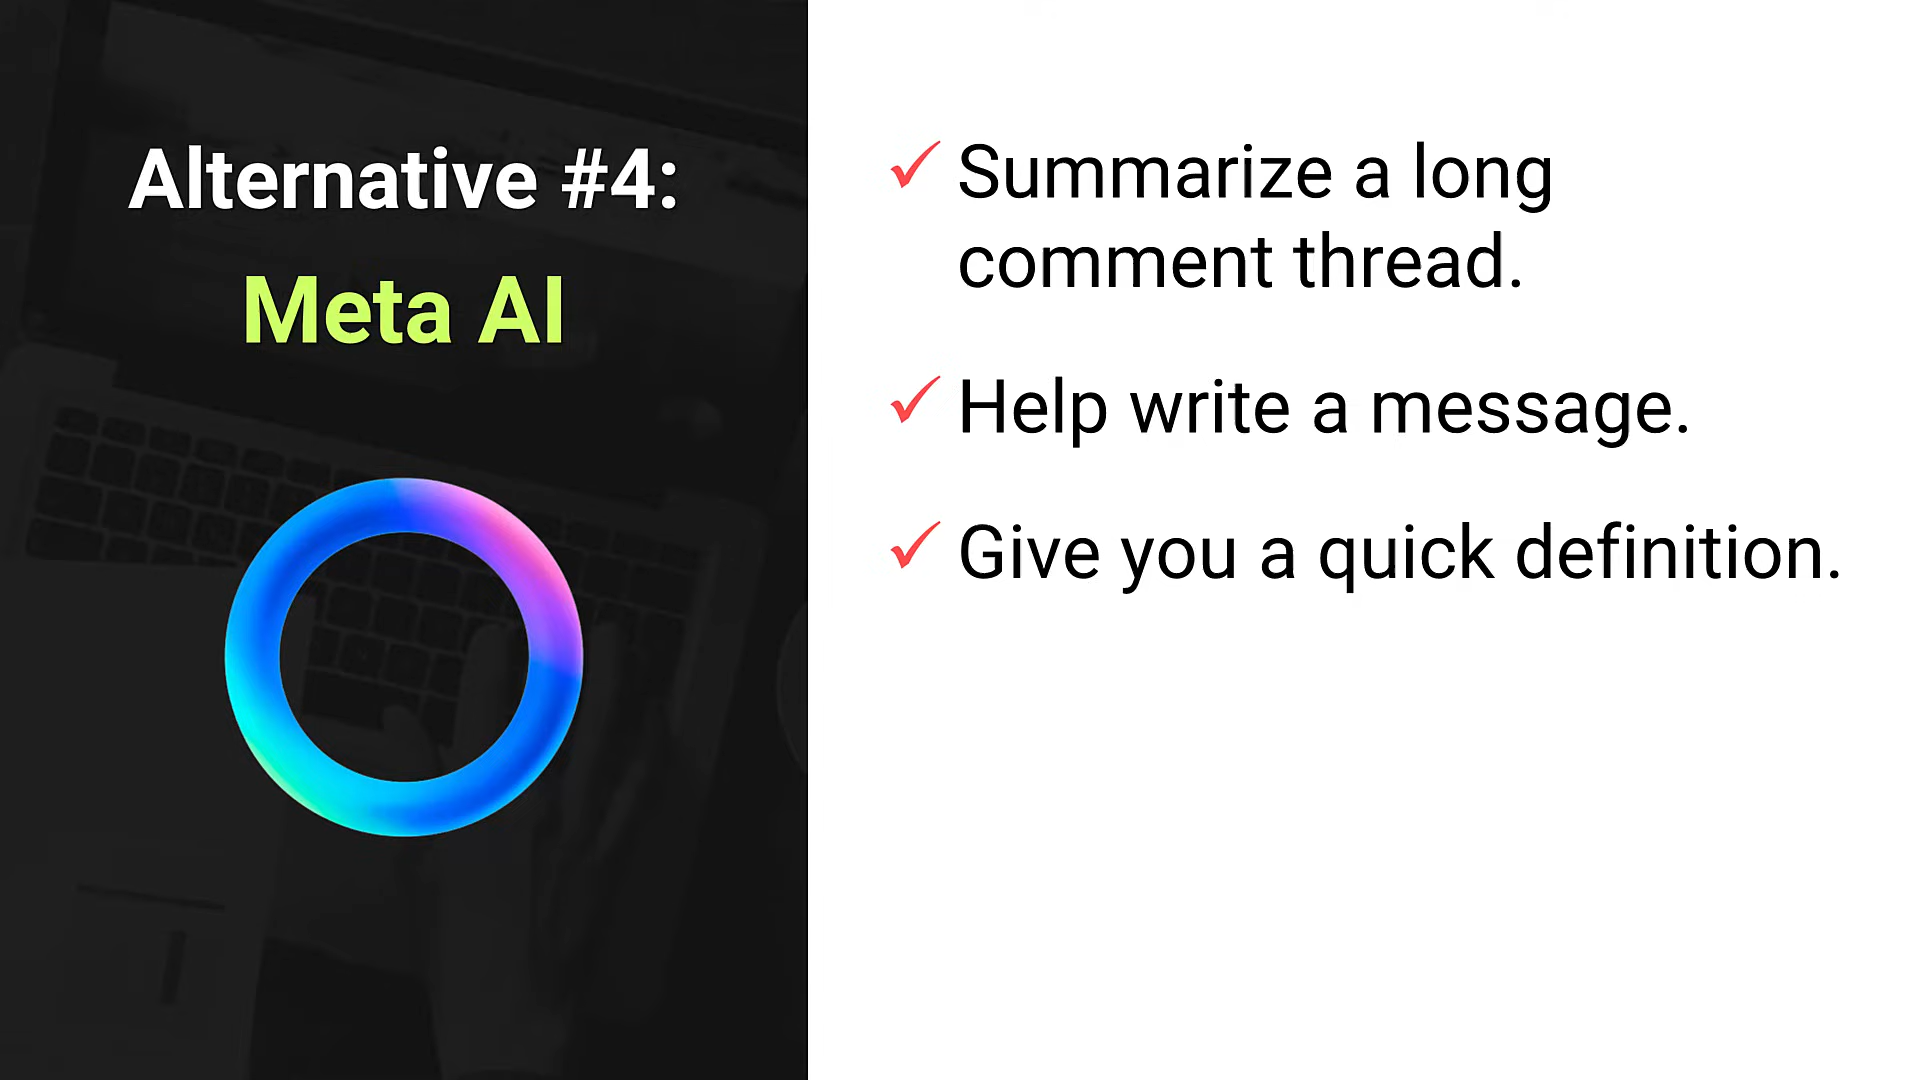 Alternative #4:
Meta AI
Summarize a long
comment thread.
Help write a message.
Give you a quick definition.